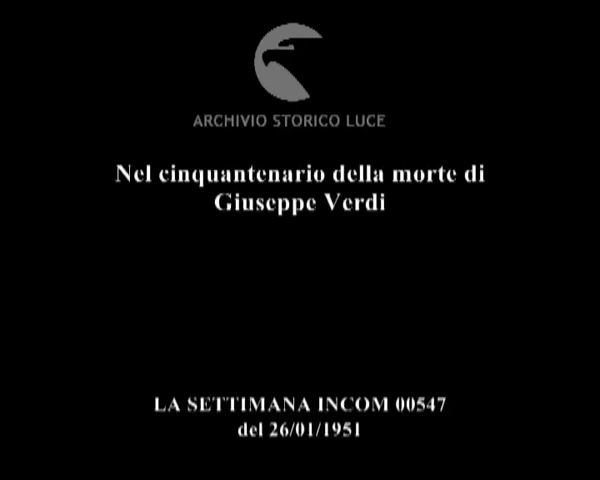 ARCHIVIO STORICO LUCE
Nel cinquantenario della morte di
Giuseppe Verdi
LA SETTIMANA INCOM 00547
del 26/01/1951